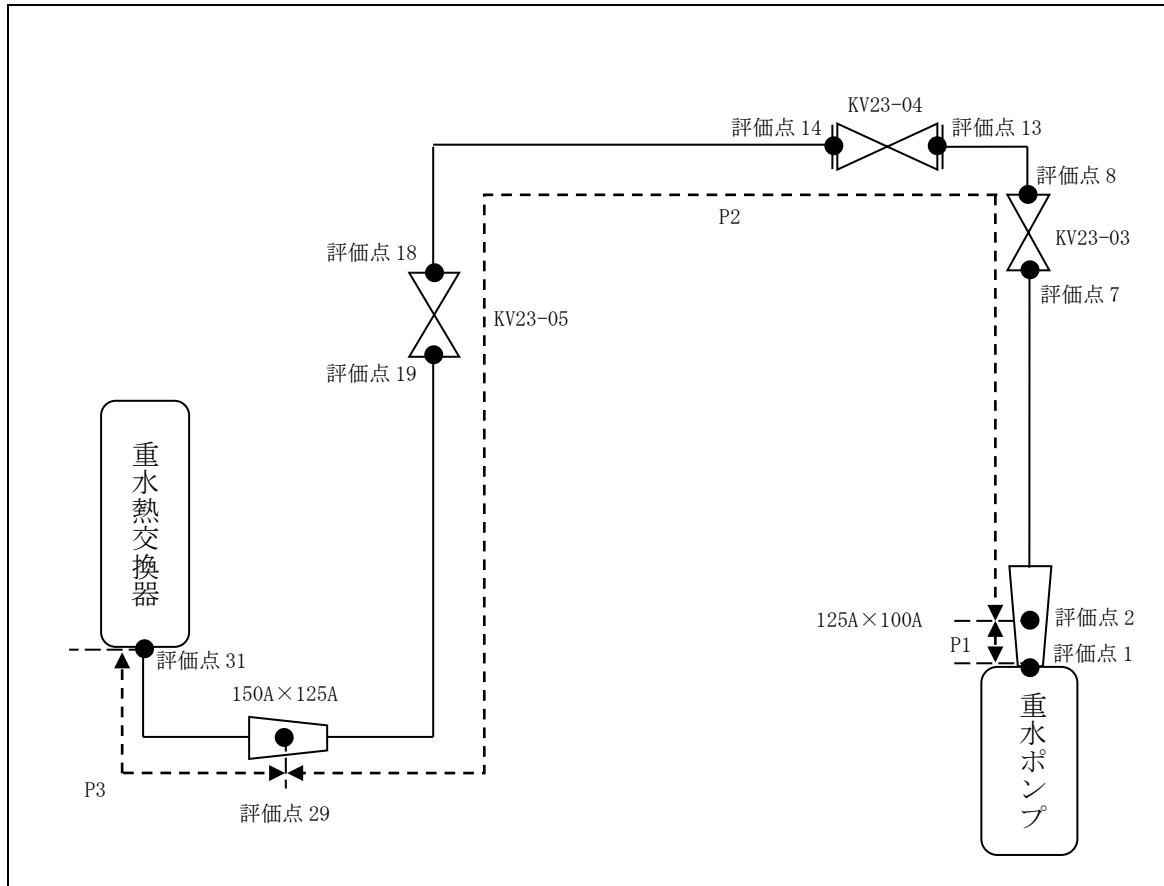 KV23-04
評価点 14
評価点 13
評価点 8
P2
KV23-03
評価点 18
評価点 7
KV23-05
評価点 19
重水熱交換器
125A×100A
評価点 2
P1
評価点 1
評価点 31
150A×125A
重水ポンプ
P3
評価点 29